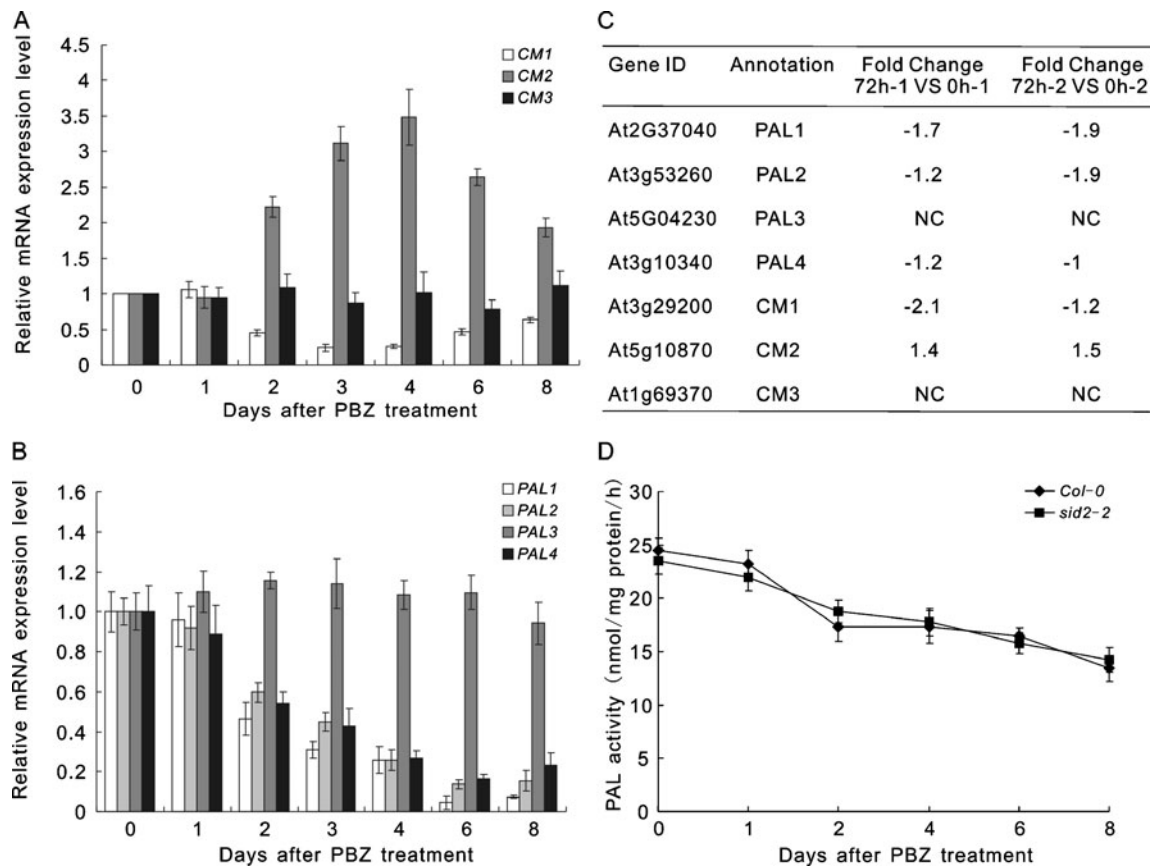 A
Relative mRNA expression level
4.5
4
3.5
3
2.5
2
1.5
1
0.5
0
CM1
CM2
CM3
0 1 2 3 4 6 8
Days after PBZ treatment
C
Gene ID Annotation Fold Change Fold Change
72h-1 VS 0h-1 72h-2 VS 0h-2
At2G37040 PAL1 -1.7 -1.9
At3g53260 PAL2 -1.2 -1.9
At5G04230 PAL3 NC NC
At3g10340 PAL4 -1.2 -1
At3g29200 CM1 -2.1 -1.2
At5g10870 CM2 1.4 1.5
At1g69370 CM3 NC NC
B
Relative mRNA expression level
1.6
1.4
1.2
1.0
0.8
0.6
0.4
0.2
0
PAL1
PAL2
PAL3
PAL4
0 1 2 3 4 6 8
Days after PBZ treatment
D
PAL activity (nmol/mg protein/h)
30
25
20
15
10
5
0
Col-0
sid2-2
0 1 2 4 6 8
Days after PBZ treatment